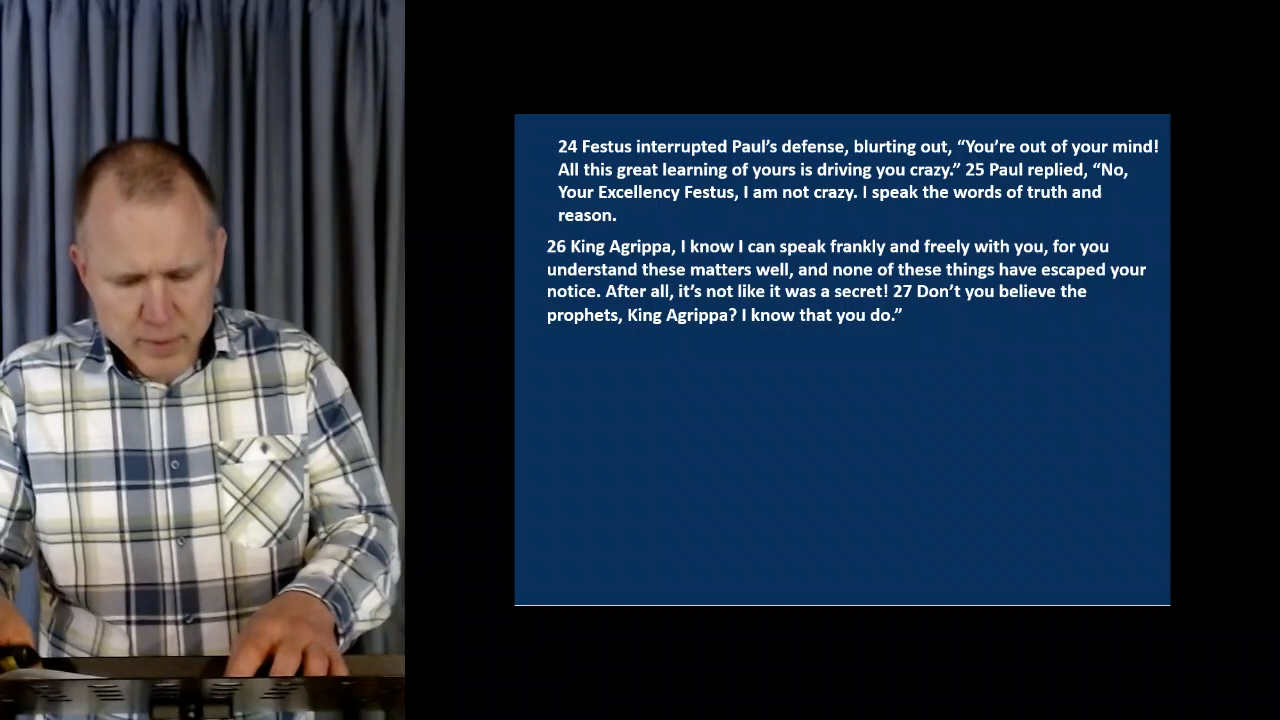 24 Festus interrupted Paul’s defense, blurting out, “You’re out of your mind!
All this great learning of yours is driving you crazy.” 25 Paul replied, “No,
Your Excellency Festus, I am not crazy. I speak the words of truth and
reason.
26 King Agrippa, I know I can speak frankly and freely with you, for you
understand these matters well, and none of these things have escaped your
notice. After all, it’s not like it was a secret! 27 Don’t you believe the
prophets, King Agrippa? I know that you do.”